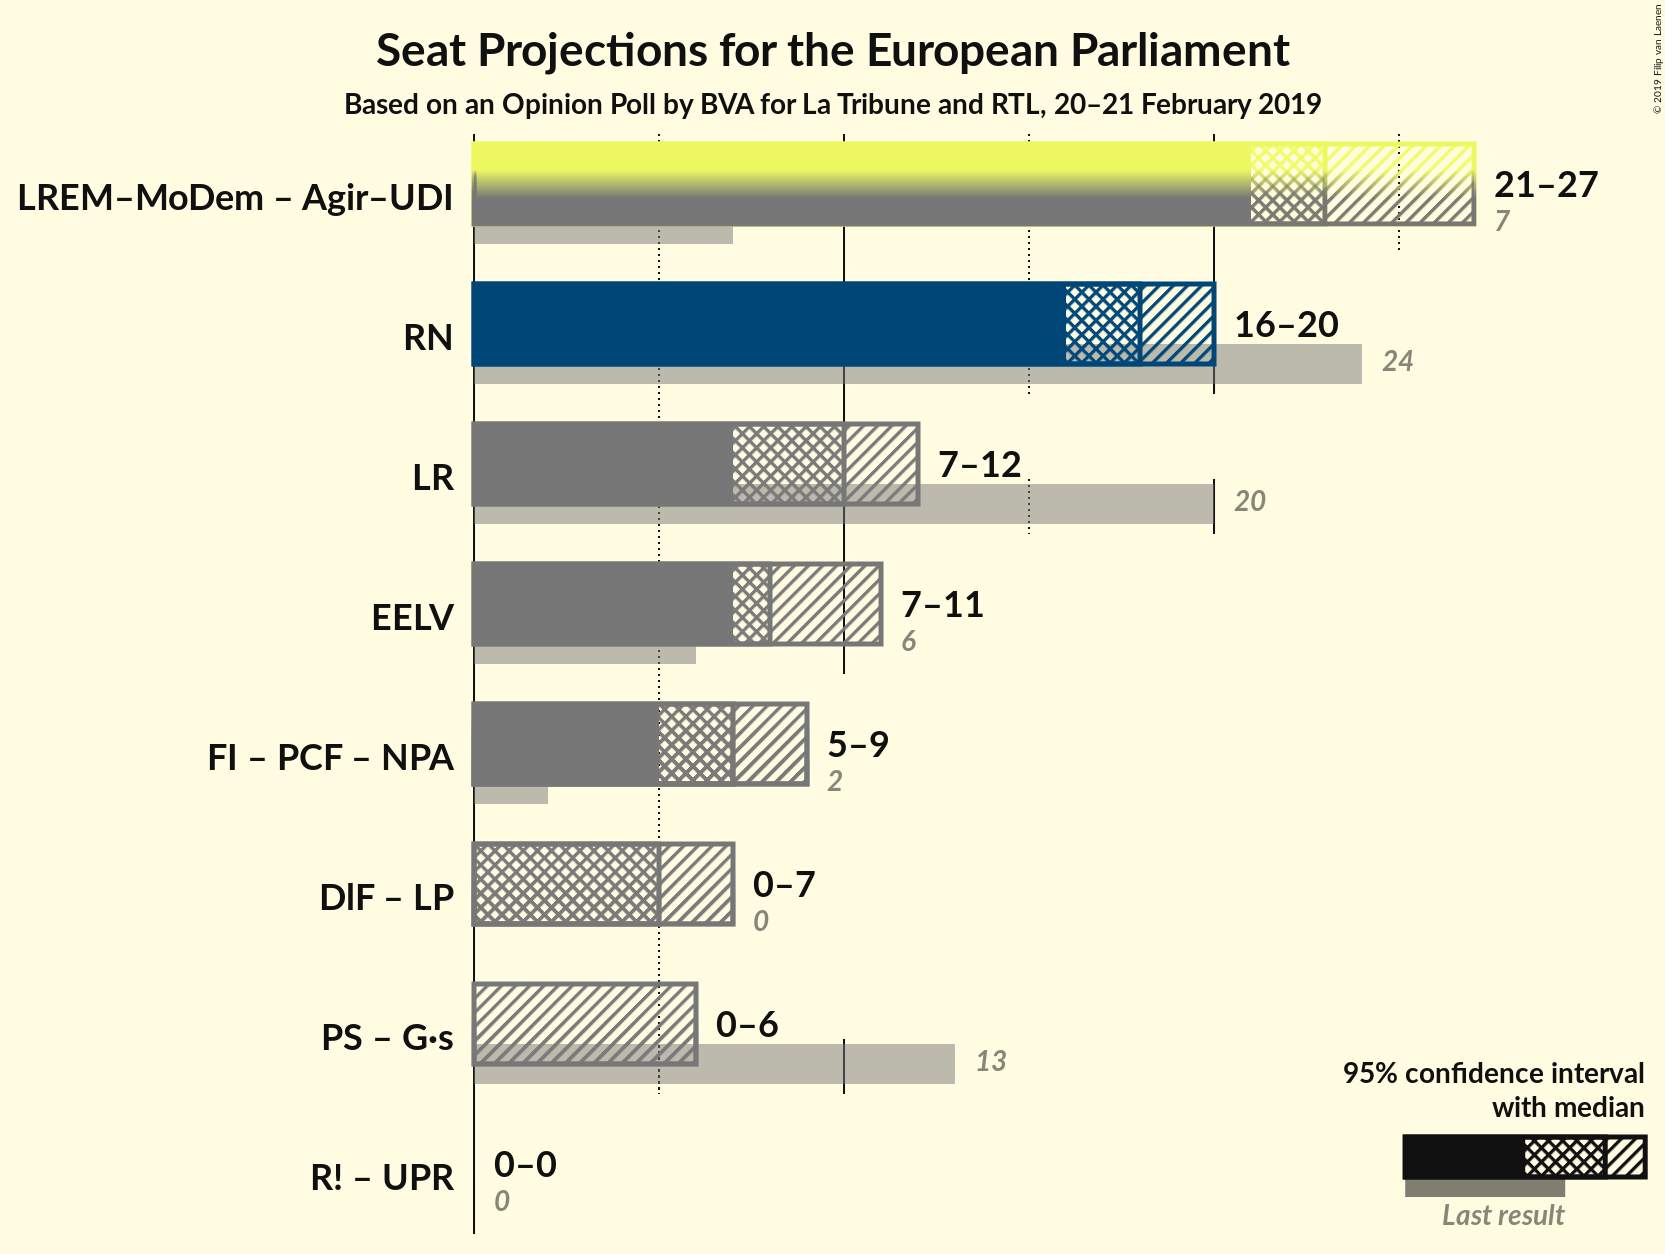 Seat Projections for the European Parliament
Based on an Opinion Poll by BVA for La Tribune and RTL, 20–21 February 2019
© 2019 Filip van Laenen
LREM–MoDem – Agir–UDI
21–27
7
RN
16–20
24
LR
7–12
20
EELV
7–11
6
FI – PCF – NPA
5–9
2
DlF – LP
0–7
0
PS – G·s
0–6
13
R! – UPR
0–0
0
95% confidence interval
with median
Last result